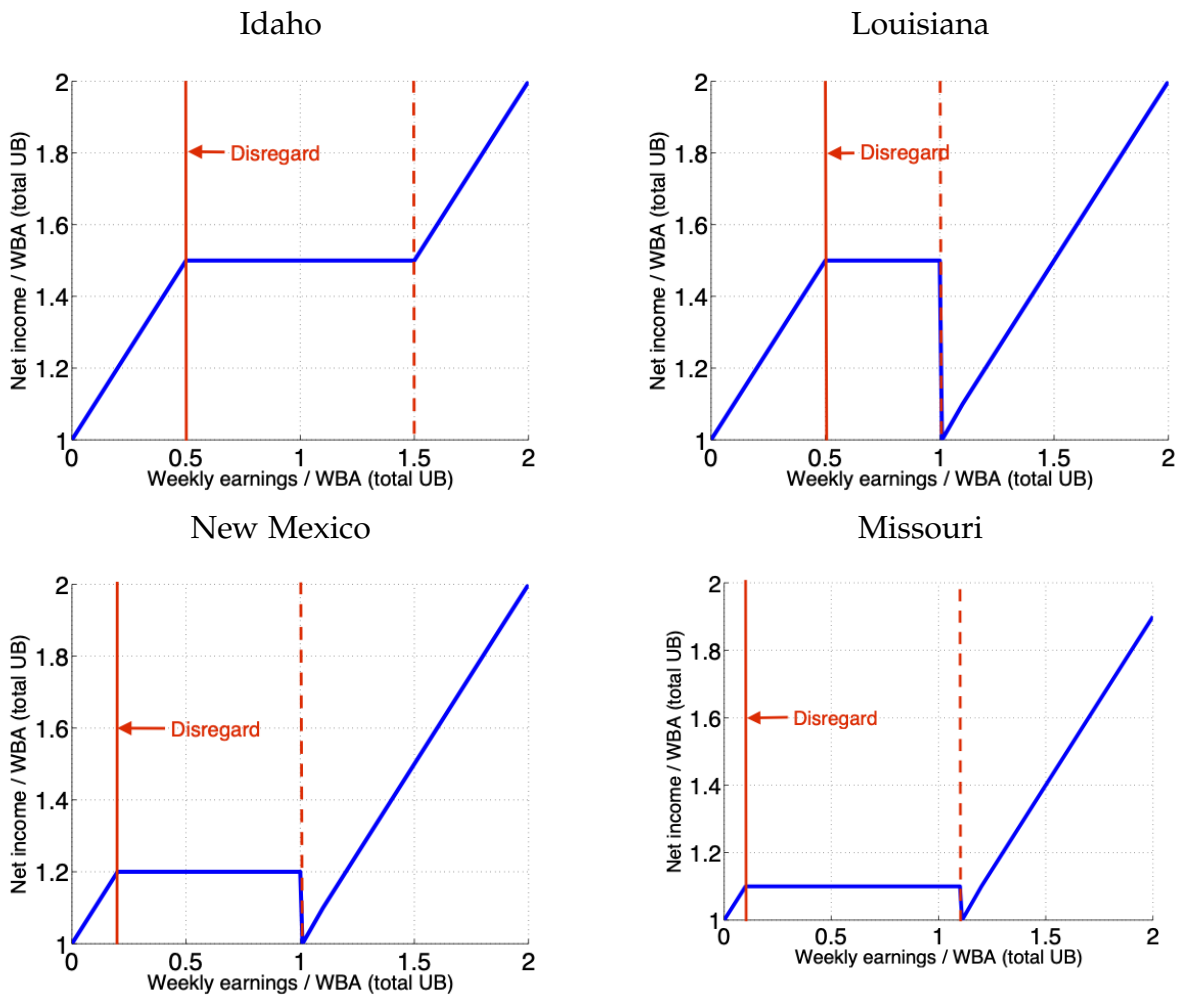 Idaho
Net income / WBA (total UB)
2
1.8
1.6
1.4
1.2
1
Disregard
0 0.5 1 1.5 2
Weekly earnings / WBA (total UB)
Louisiana
Net income / WBA (total UB)
2
1.8
1.6
1.4
1.2
1
Disregard
0 0.5 1 1.5 2
Weekly earnings / WBA (total UB)
New Mexico
Net income / WBA (total UB)
2
1.8
1.6
1.4
1.2
1
Disregard
0 0.5 1 1.5 2
Weekly earnings / WBA (total UB)
Missouri
Net income / WBA (total UB)
2
1.8
1.6
1.4
1.2
1
Disregard
0 0.5 1 1.5 2
Weekly earnings / WBA (total UB)